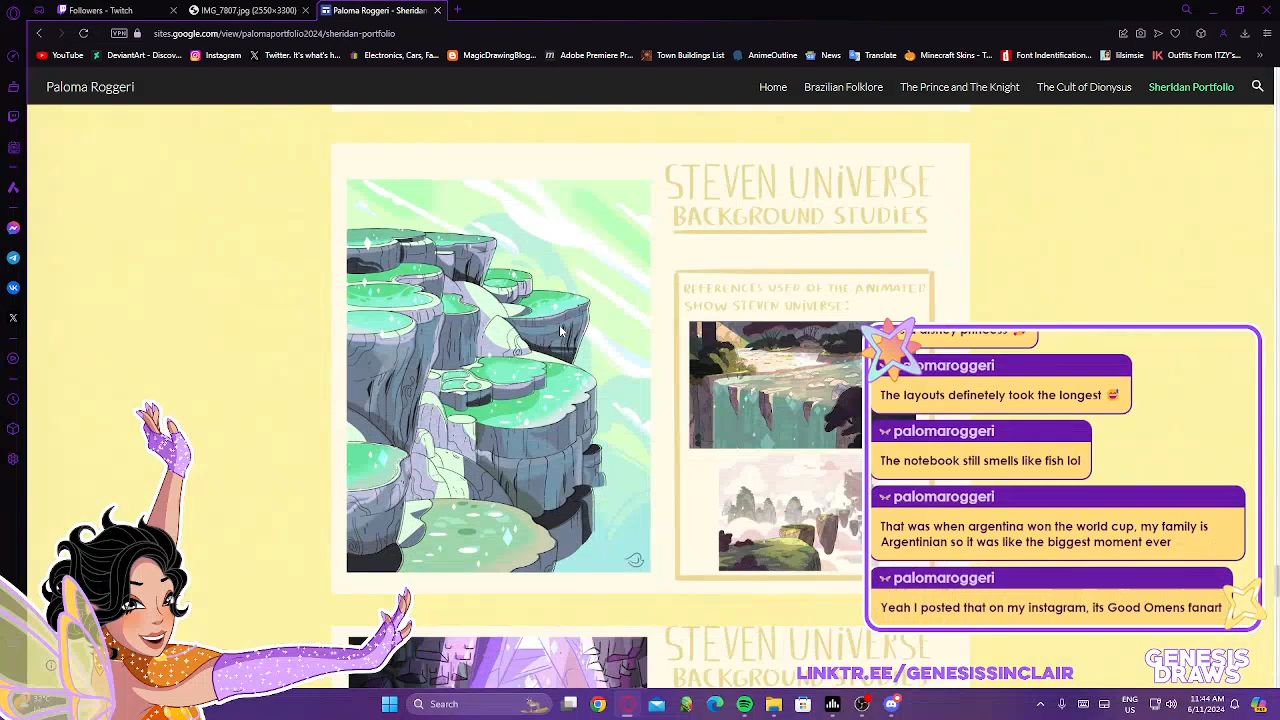 Followers - Twitch
IMG_7807.jpg (2550×3300)
Paloma Roggeri - Sheridan-
VPN
sites.google.com/view/palomaportfolio2024/sheridan-portfolio
YouTube
DeviantArt - Discov...
Instagram
Twitter. It's what's h...
Electronics, Cars, Fa...
MagicDrawingBlog...
Adobe Premiere Pr...
Town Buildings List
AnimeOutline
News
Translate
Minecraft Skins - T...
Font Generator - I...
illsimsie
Outfits From ITZY's...
Paloma Roggeri
Home
Brazilian Folklore
The Prince and The Knight
The Cult of Dionysus
Sheridan Portfolio
STEVEN UNIVERSE
BACKGROUND STUDIES
REFERENCES USED OF THE ANIMATED
SHOW STEVEN UNIVERSE:
disney princess
maroggeri
The layouts definetely took the longest 😅
palomaroggeri
The notebook still smells like fish lol
palomaroggeri
That was when argentina won the world cup, my family is
Argentinian so it was like the biggest moment ever
palomaroggeri
Yeah I posted that on my instagram, its Good Omens fanart
STEVEN UNIVERSE
LINKTR.EE/GENESISSINCLAIR
GENESIS
DRAWS
Search
ENG
US
11:44 AM
6/11/2024